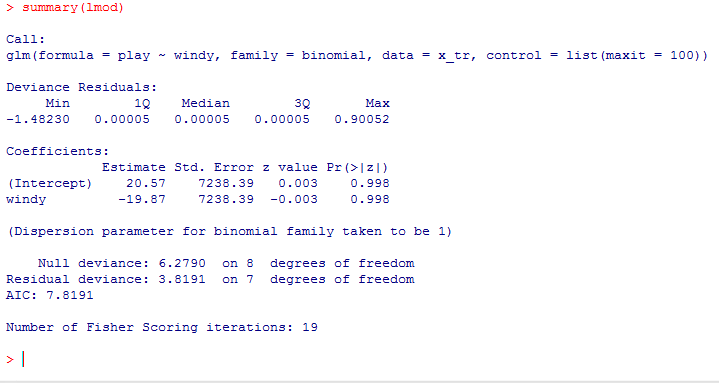 > summary(lmod)
Call:
glm(formula = play ~ windy, family = binomial, data = x_tr, control = list(maxit = 100))
Deviance Residuals:
Min 1Q Median 3Q Max
-1.48230 0.00005 0.00005 0.00005 0.90052
Coefficients:
Estimate Std. Error z value Pr(>|z|)
(Intercept) 20.57 7238.39 0.003 0.998
windy -19.87 7238.39 -0.003 0.998
(Dispersion parameter for binomial family taken to be 1)
Null deviance: 6.2790 on 8 degrees of freedom
Residual deviance: 3.8191 on 7 degrees of freedom
AIC: 7.8191
Number of Fisher Scoring iterations: 19
>